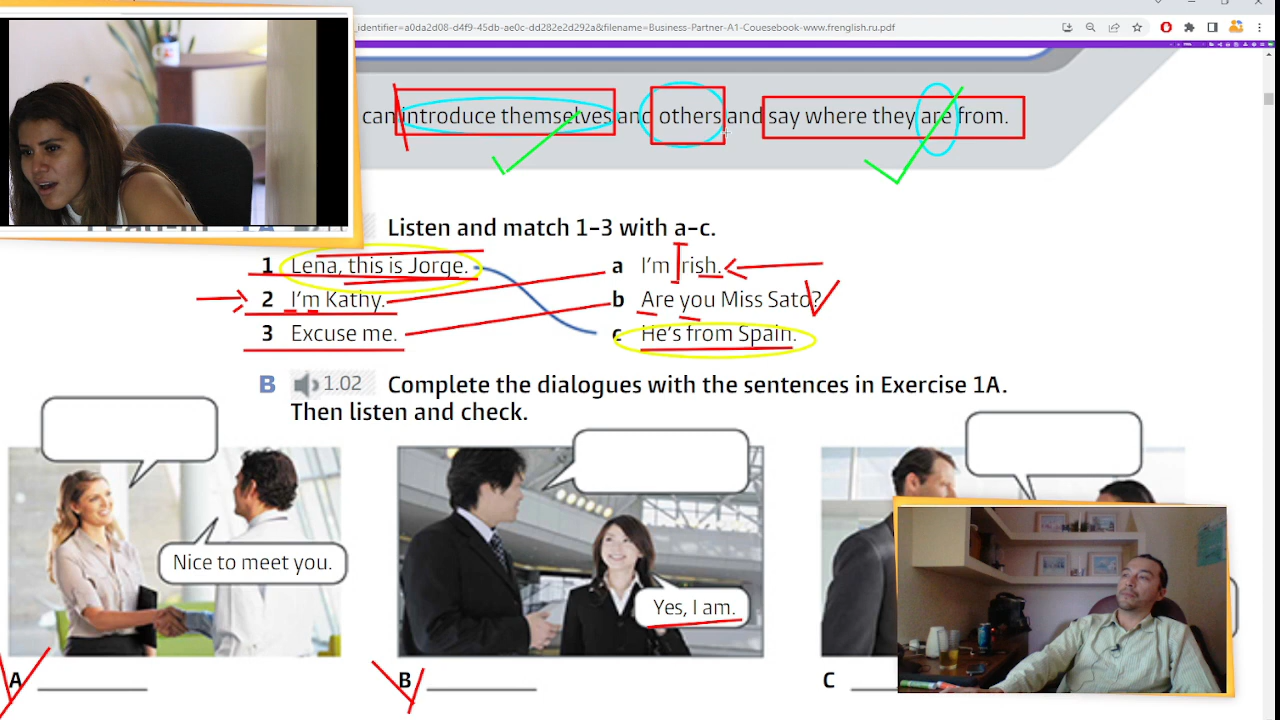 _identifier=a0da2d08-d4f9-45db-ae0c-dd282e2d292a&filename=Business-Partner-A1-Couesebook-www.frenglish.ru.pdf
can introduce themselves and others and say where they are from.
Listen and match 1–3 with a–c.
1 Lena, this is Jorge.
a I'm Irish.
2 I'm Kathy.
b Are you Miss Sato?
3 Excuse me.
c He's from Spain.
B 1.02 Complete the dialogues with the sentences in Exercise 1A.
Then listen and check.
Nice to meet you.
Yes, I am.
A
B
C